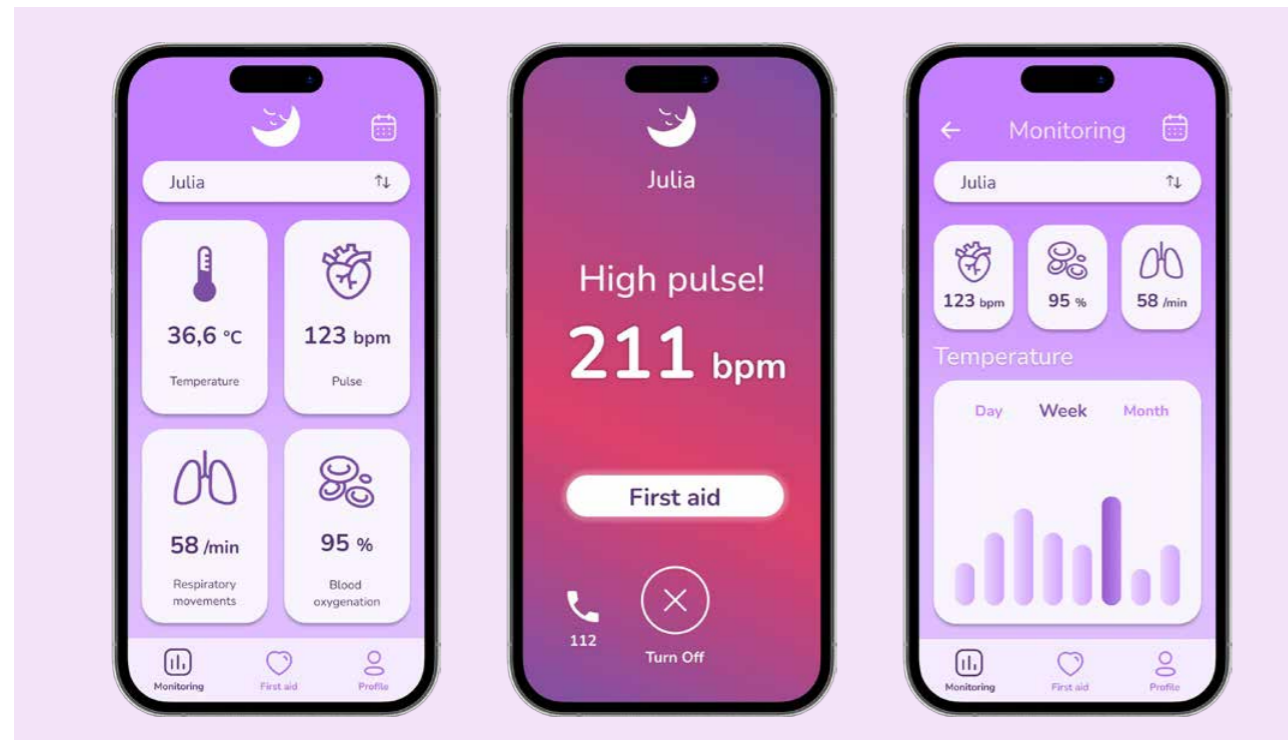 Julia
36,6 °C
Temperature
123 bpm
Pulse
58 /min
Respiratory
movements
95 %
Blood
oxygenation
Monitoring
First aid
Profile
Julia
High pulse!
211 bpm
First aid
112
Turn Off
Monitoring
Julia
123 bpm
95 %
58 /min
Temperature
Day Week Month
Monitoring
First aid
Profile